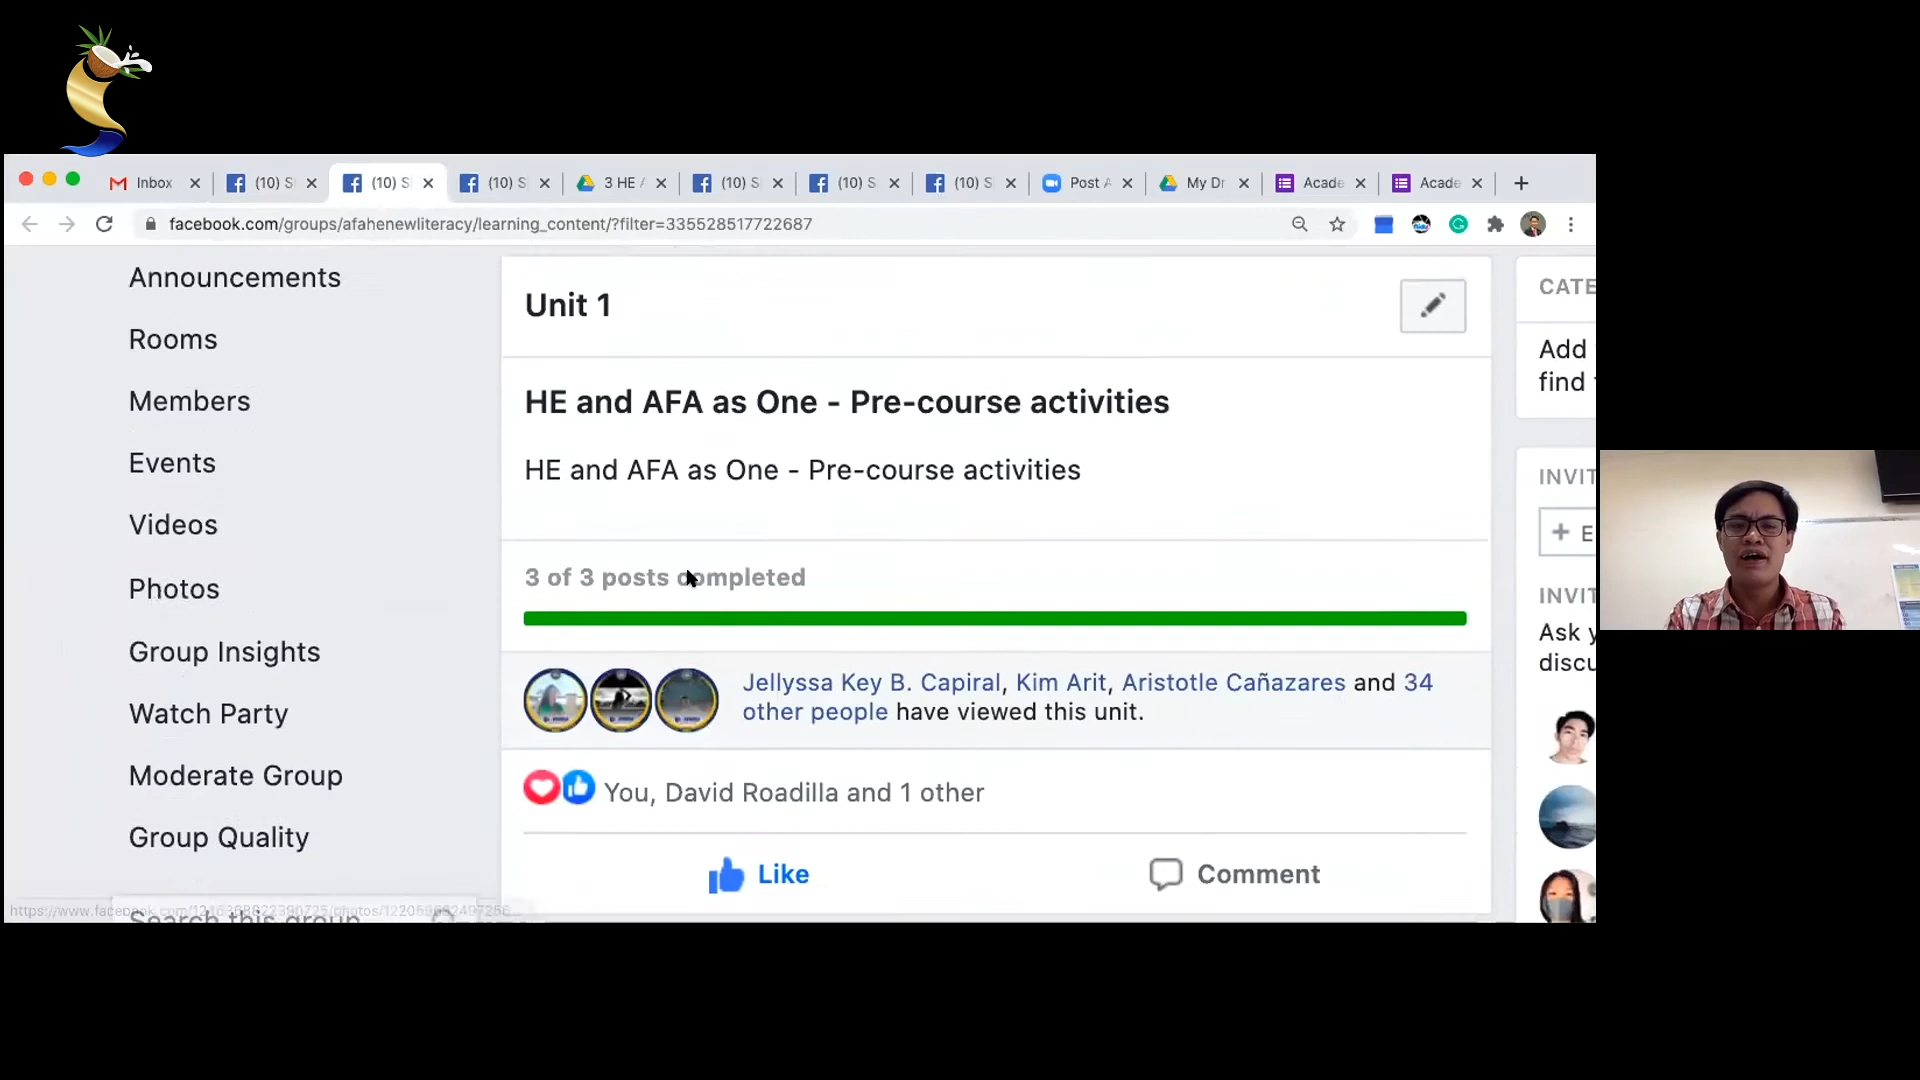 Inbox
(10) S
(10) S
(10) S
3 HE /
(10) S
(10) S
(10) S
Post A
My Dr
Acade
Acade
facebook.com/groups/afahenewliteracy/learning_content/?filter=335528517722687
Announcements
Rooms
Members
Events
Videos
Photos
Group Insights
Watch Party
Moderate Group
Group Quality
Search this group
Unit 1
HE and AFA as One - Pre-course activities
HE and AFA as One - Pre-course activities
3 of 3 posts completed
Jellyssa Key B. Capiral, Kim Arit, Aristotle Cañazares and 34
other people have viewed this unit.
You, David Roadilla and 1 other
Like
Comment
CATE
Add
find
INVIT
+ E
INVIT
Ask y
discu